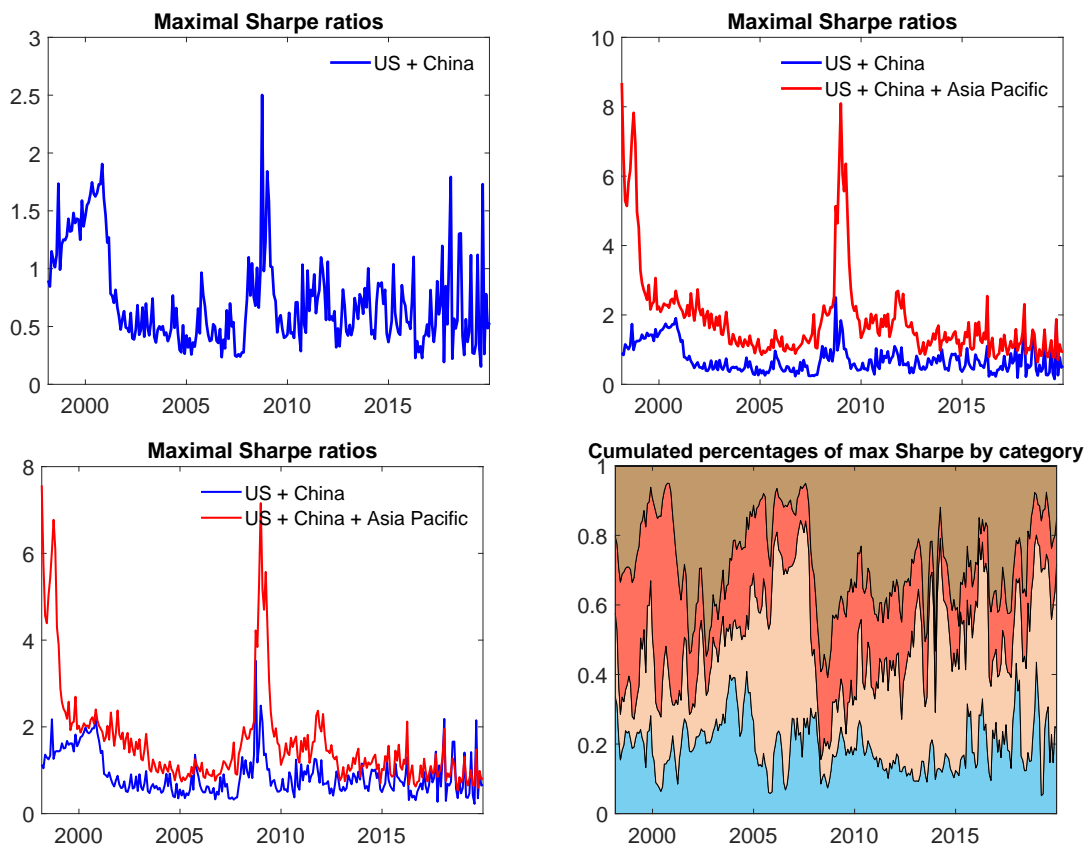 Maximal Sharpe ratios
3
2.5
2
1.5
1
0.5
0
US + China
2000 2005 2010 2015
Maximal Sharpe ratios
10
8
6
4
2
0
US + China
US + China + Asia Pacific
2000 2005 2010 2015
Maximal Sharpe ratios
8
6
4
2
0
US + China
US + China + Asia Pacific
2000 2005 2010 2015
Cumulated percentages of max Sharpe by category
1
0.8
0.6
0.4
0.2
0
2000 2005 2010 2015